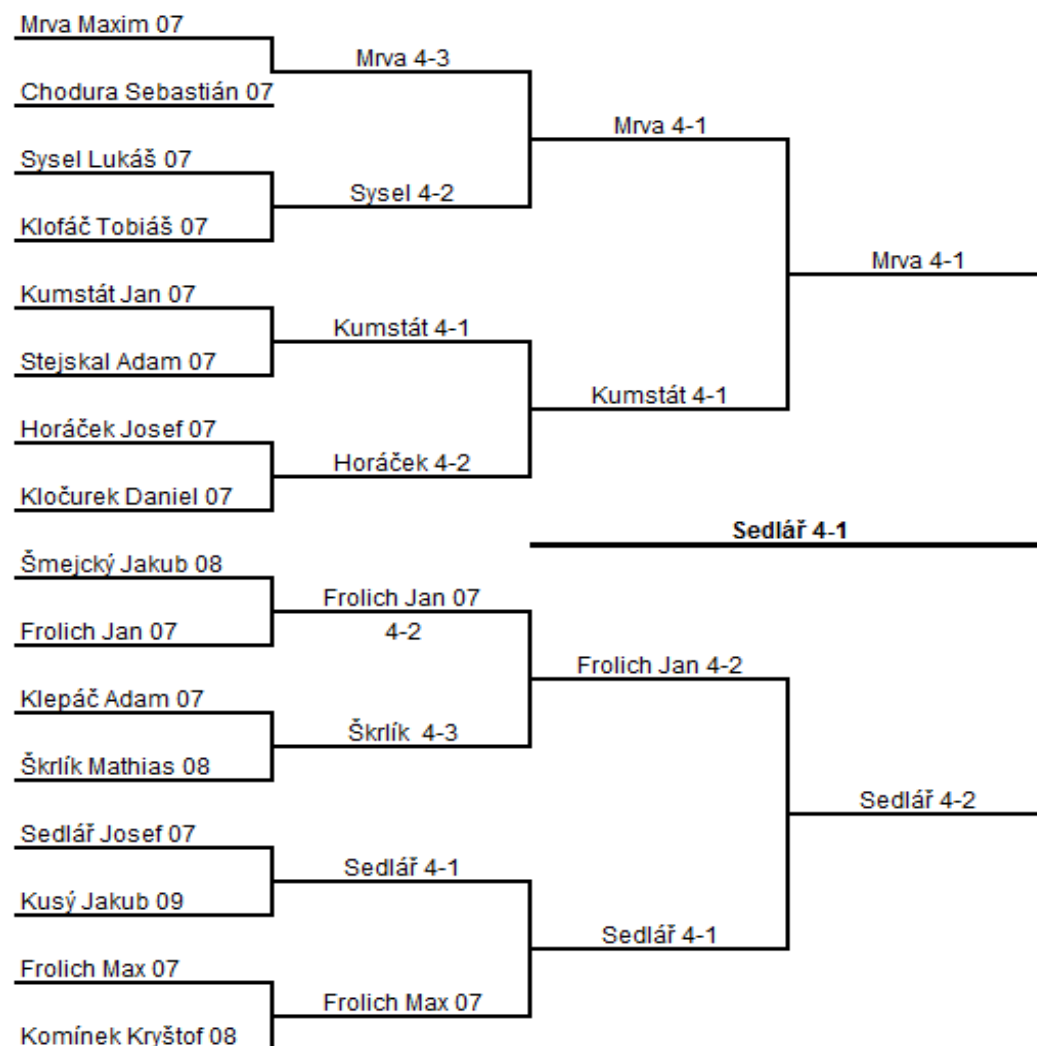 Mrva Maxim 07
Mrva 4-3
Chodura Sebastián 07
Mrva 4-1
Sysel Lukáš 07
Sysel 4-2
Klofáč Tobiáš 07
Mrva 4-1
Kumstát Jan 07
Kumstát 4-1
Stejskal Adam 07
Kumstát 4-1
Horáček Josef 07
Horáček 4-2
Kločurek Daniel 07
Sedlář 4-1
Šmejcký Jakub 08
Frolich Jan 07
4-2
Frolich Jan 07
Frolich Jan 4-2
Klepáč Adam 07
Škrlík  4-3
Škrlík Mathias 08
Sedlář 4-2
Sedlář Josef 07
Sedlář 4-1
Kusý Jakub 09
Sedlář 4-1
Frolich Max 07
Frolich Max 07
Komínek Kryštof 08